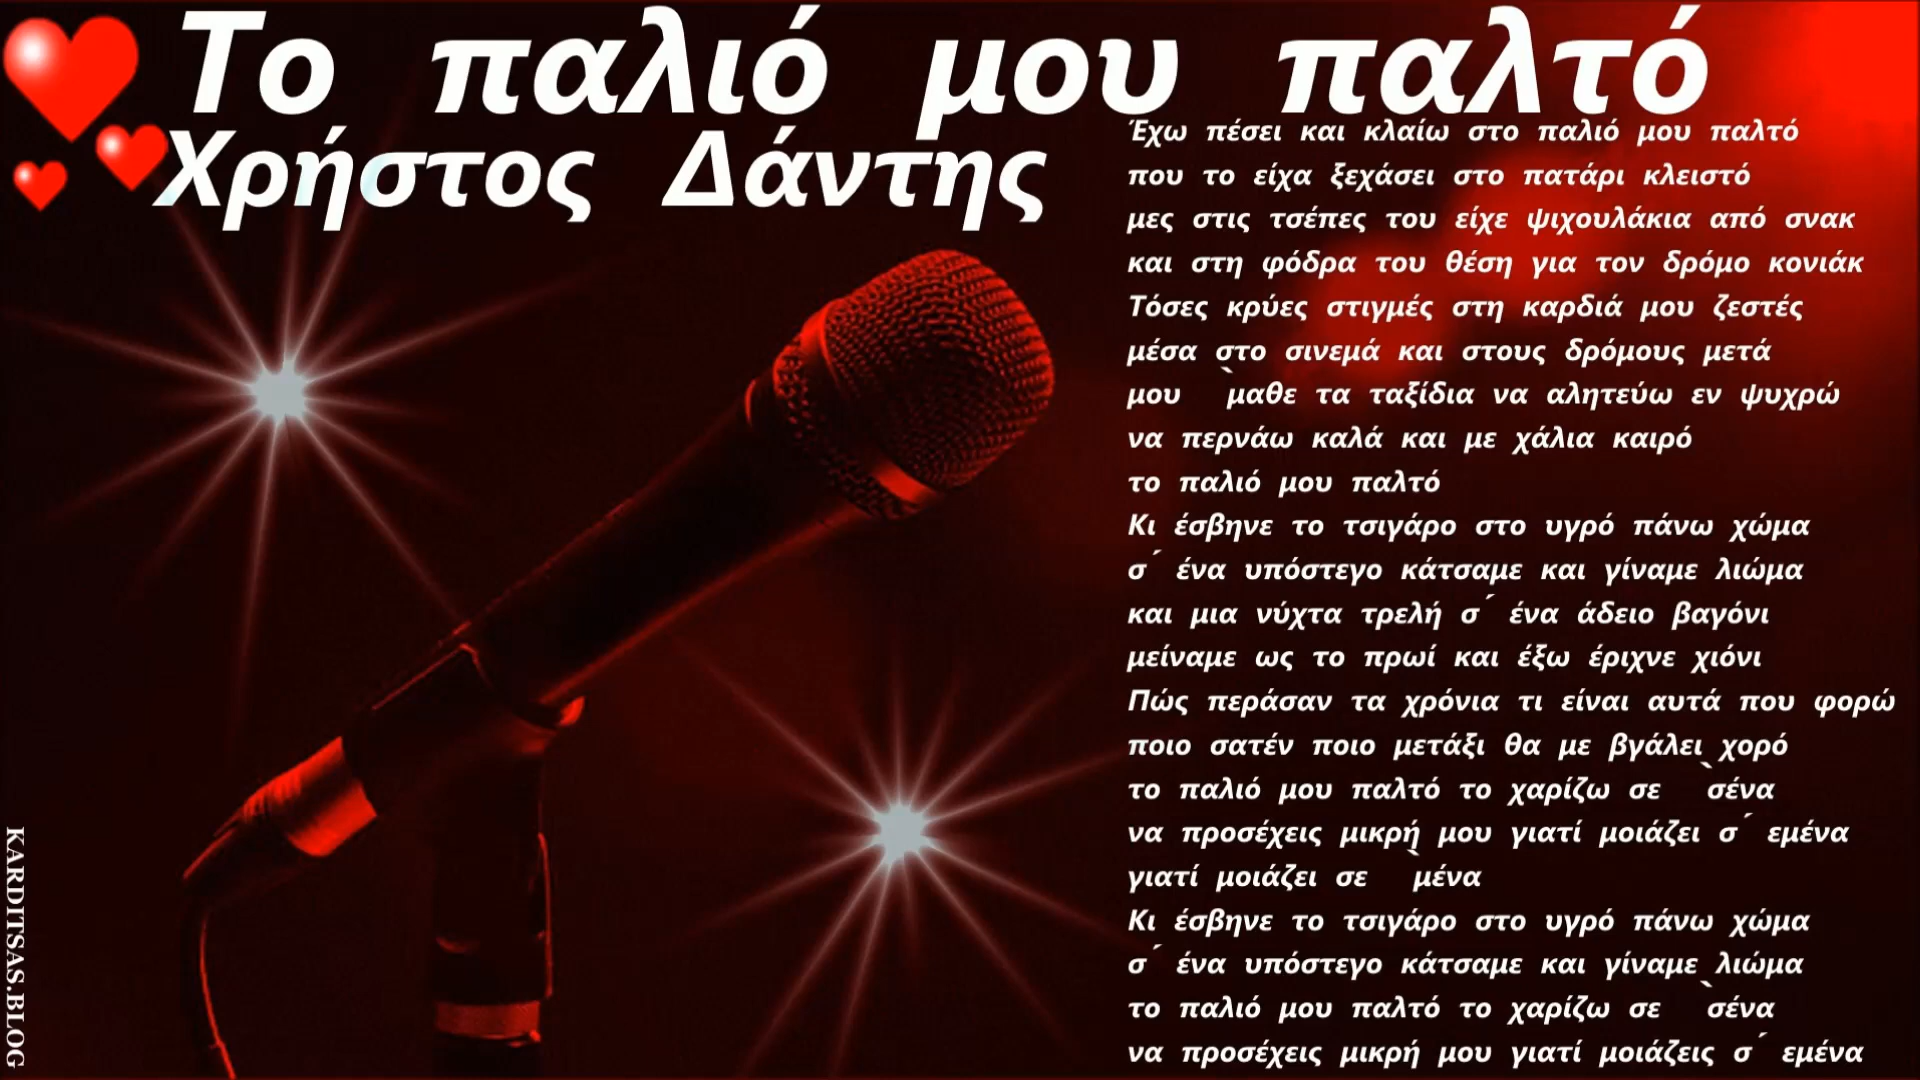 Το παλιό μου παλτό
Χρήστος Δάντης
Έχω πέσει και κλαίω στο παλιό μου παλτό
που το είχα ξεχάσει στο πατάρι κλειστό
μες στις τσέπες του είχε ψιχουλάκια από σνακ
και στη φόδρα του θέση για τον δρόμο κονιάκ
Τόσες κρύες στιγμές στη καρδιά μου ζεστές
μέσα στο σινεμά και στους δρόμους μετά
μου `μαθε τα ταξίδια να αλητεύω εν ψυχρώ
να περνάω καλά και με χάλια καιρό
το παλιό μου παλτό
Κι έσβηνε το τσιγάρο στο υγρό πάνω χώμα
σ΄ ένα υπόστεγο κάτσαμε και γίναμε λιώμα
και μια νύχτα τρελή σ΄ ένα άδειο βαγόνι
μείναμε ως το πρωί και έξω έριχνε χιόνι
Πώς περάσαν τα χρόνια τι είναι αυτά που φορώ
ποιο σατέν ποιο μετάξι θα με βγάλει χορό
το παλιό μου παλτό το χαρίζω σε `σένα
να προσέχεις μικρή μου γιατί μοιάζει σ΄ εμένα
γιατί μοιάζει σε `μένα
Κι έσβηνε το τσιγάρο στο υγρό πάνω χώμα
σ΄ ένα υπόστεγο κάτσαμε και γίναμε λιώμα
το παλιό μου παλτό το χαρίζω σε `σένα
να προσέχεις μικρή μου γιατί μοιάζεις σ΄ εμένα
KARDITSAS.BLOG